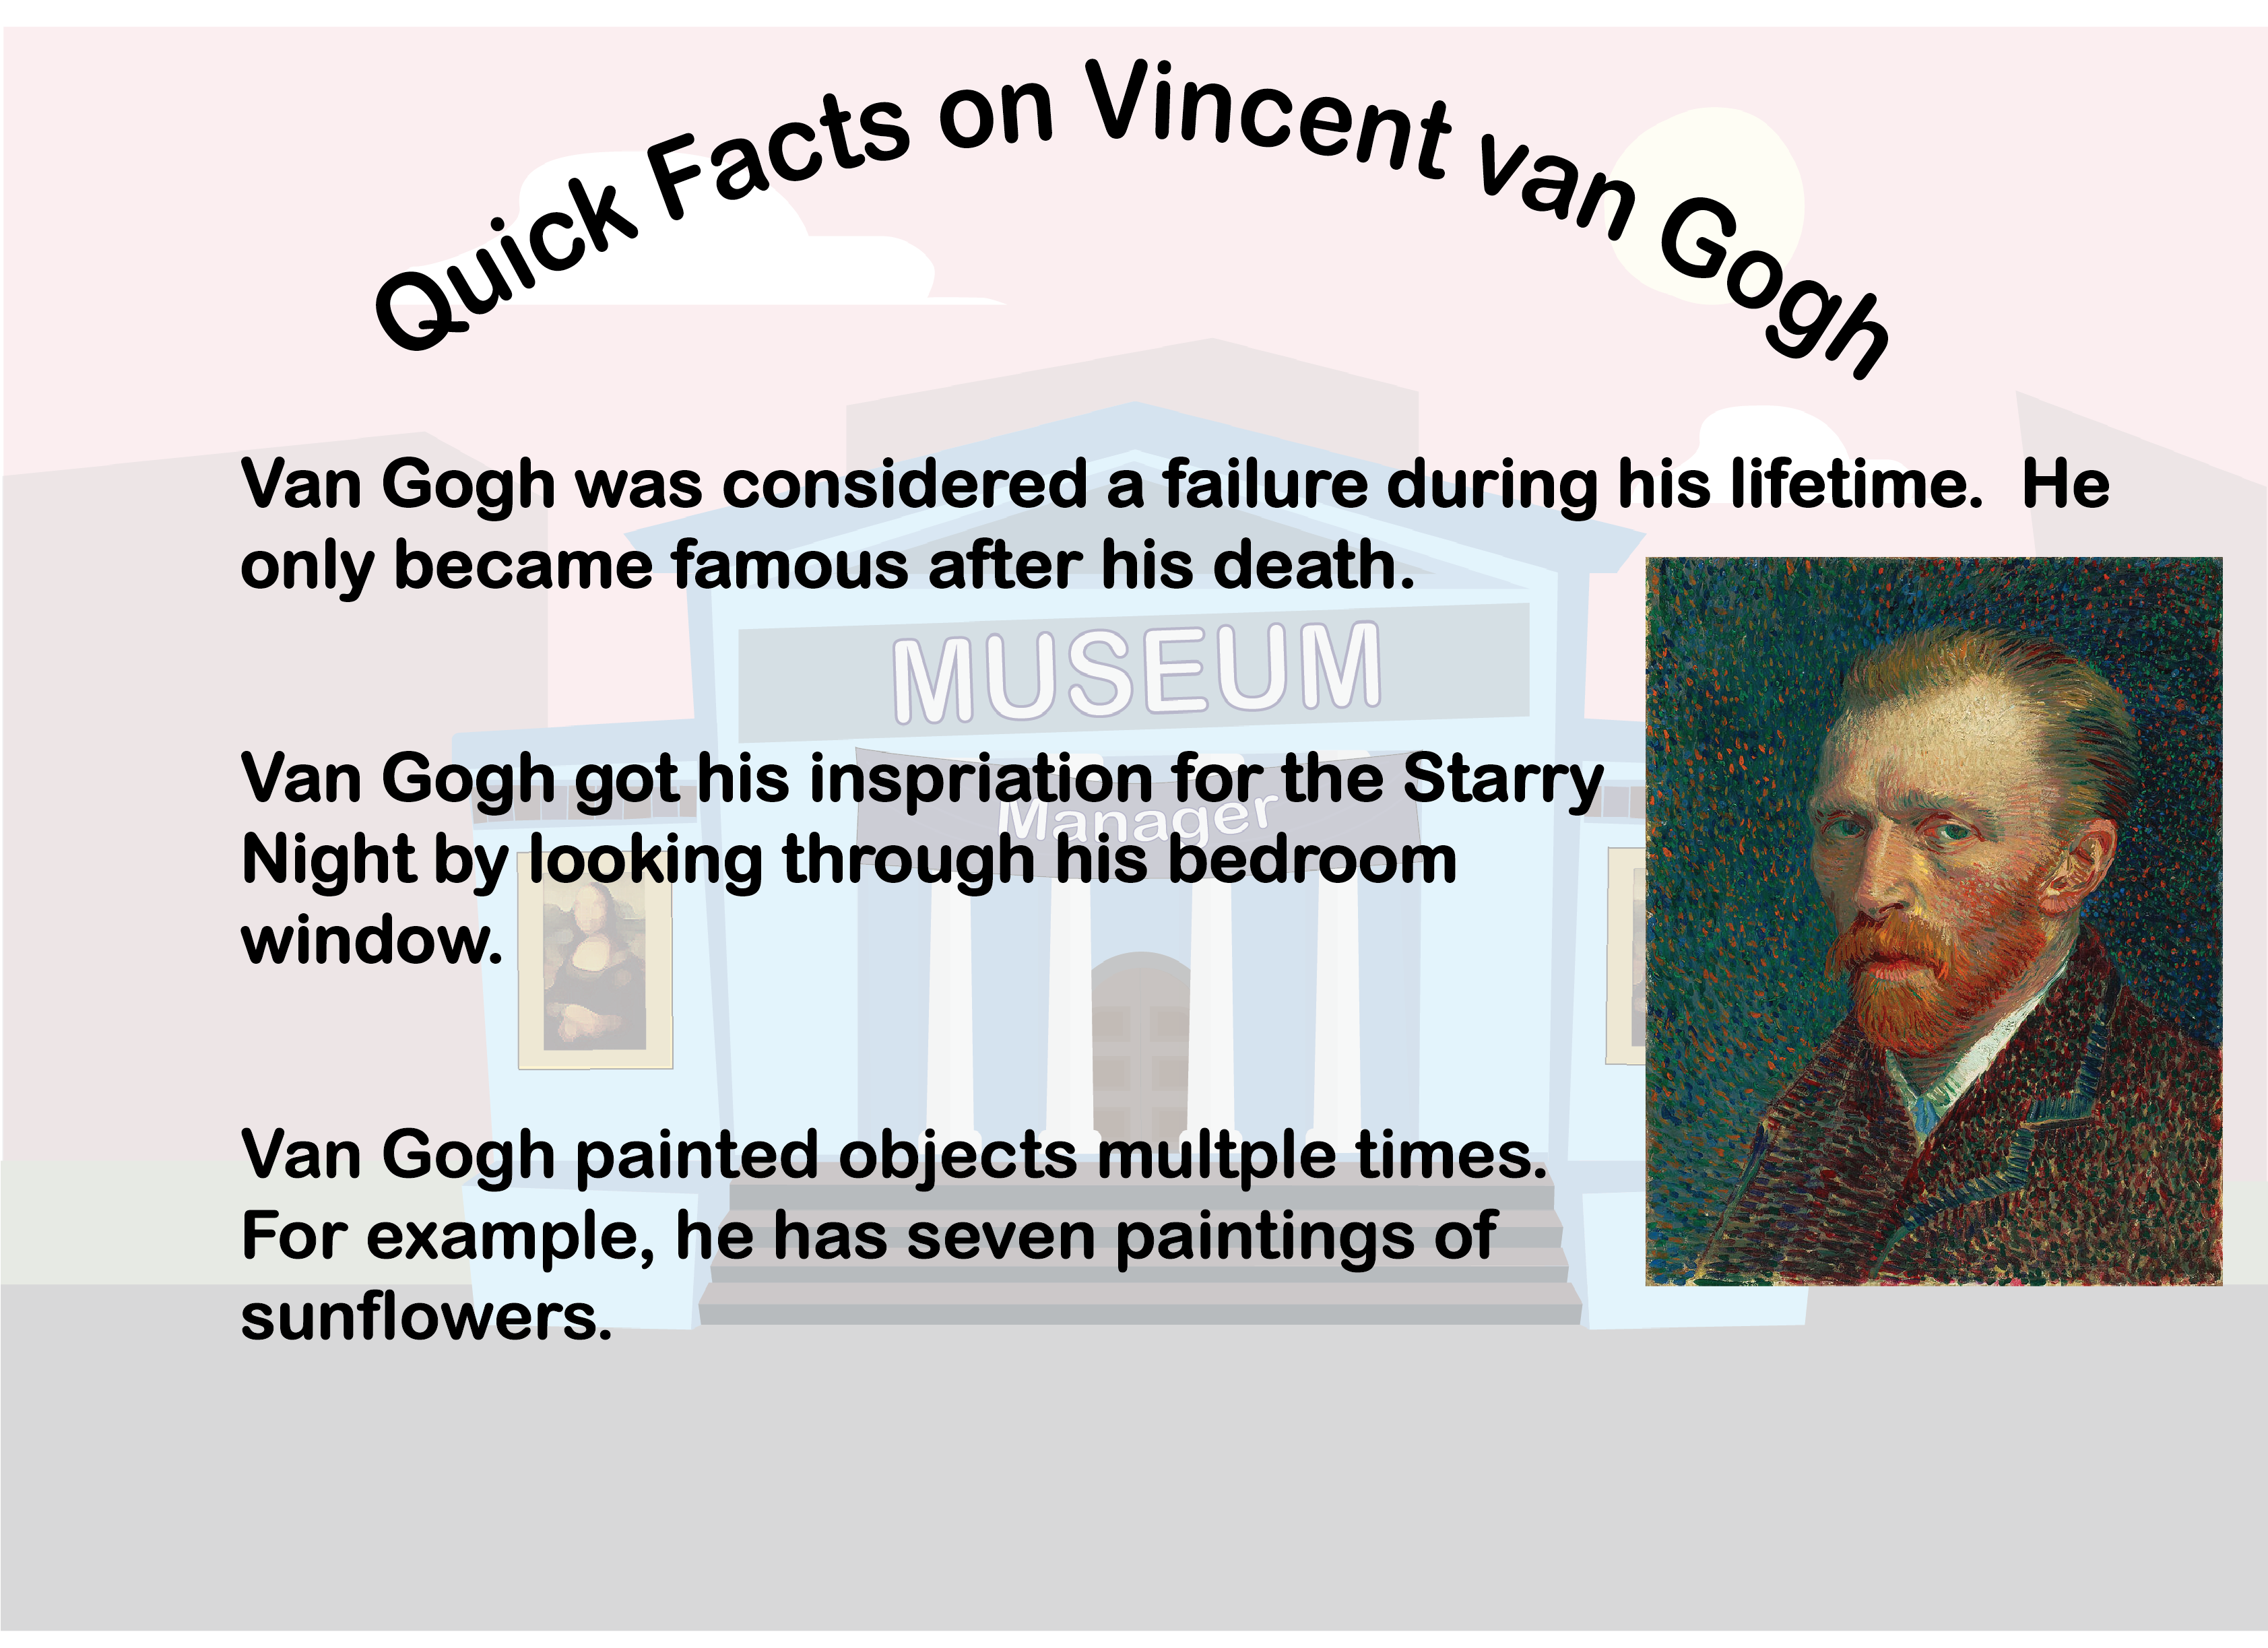 Quick Facts on Vincent van Gogh
Van Gogh was considered a failure during his lifetime.  He
only became famous after his death.
MUSEUM
Van Gogh got his inspriation for the Starry
Manager
Night by looking through his bedroom
window.
Van Gogh painted objects multple times.
For example, he has seven paintings of
sunflowers.